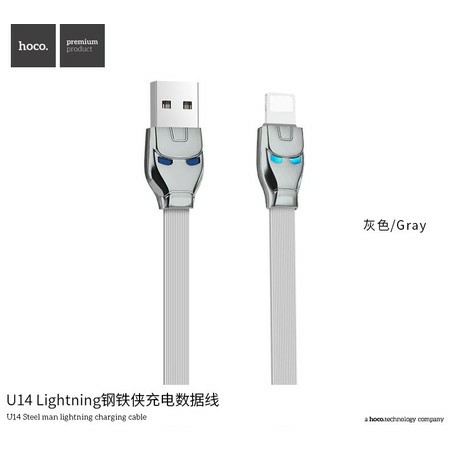 hoco.
premium
product
灰色/Gray
U14 Lightning钢铁侠充电数据线
U14 Steel man lightning charging cable
a hoco.technology company